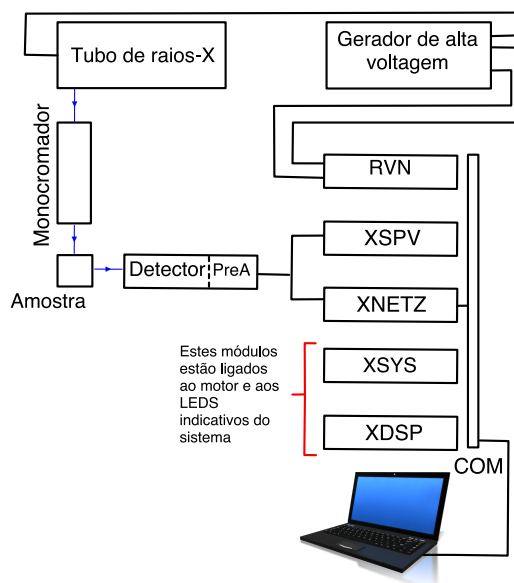 Tubo de raios-X
Gerador de alta
voltagem
Monocromador
RVN
XSPV
Detector
PreA
Amostra
XNETZ
Estes módulos
estão ligados
ao motor e aos
LEDS
indicativos do
sistema
XSYS
XDSP
COM